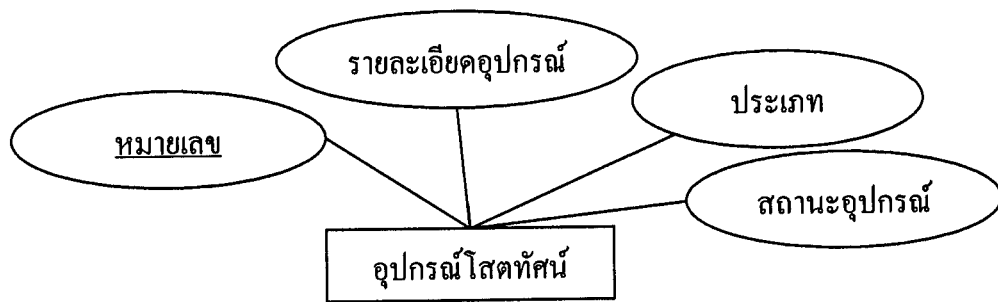 รายละเอียดอุปกรณ์
ประเภท
หมายเลข
สถานะอุปกรณ์
อุปกรณ์โสตทัศน์